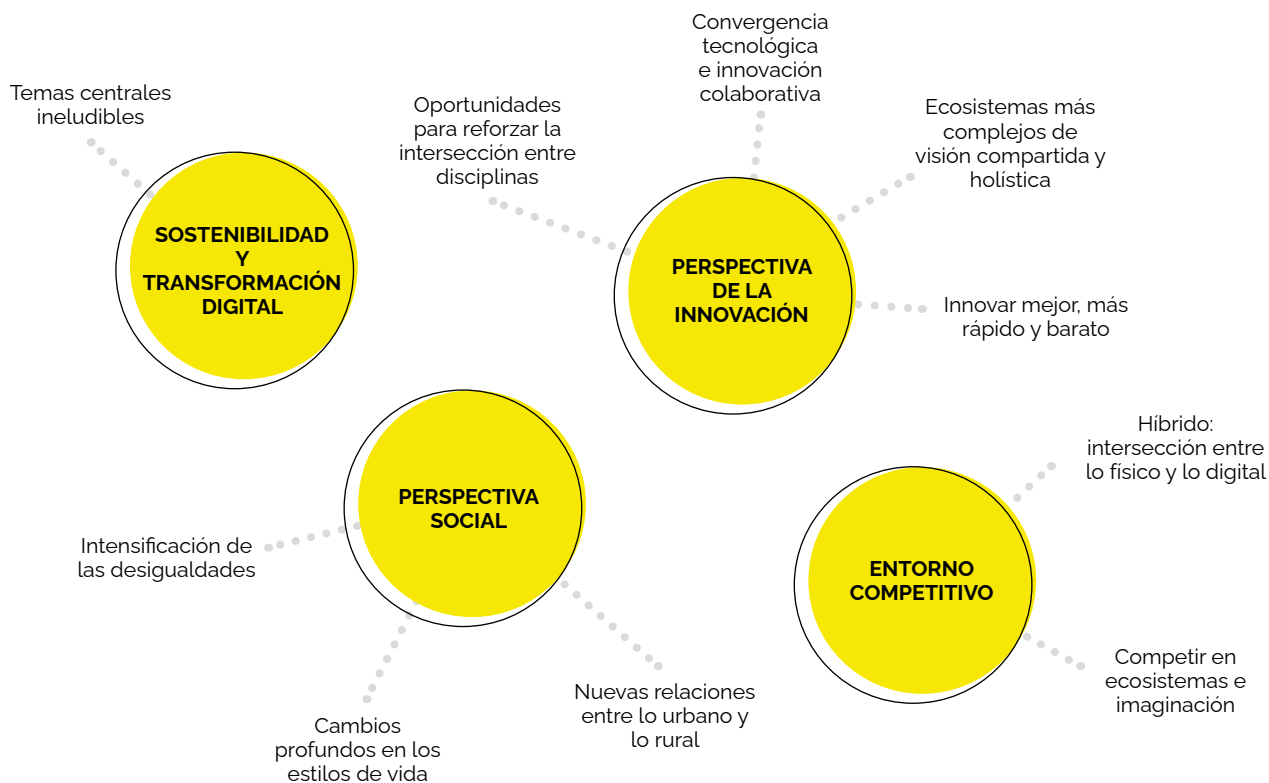 Temas centrales
ineludibles
SOSTENIBILIDAD
Y
TRANSFORMACIÓN
DIGITAL
Oportunidades
para reforzar la
intersección entre
disciplinas
Convergencia
tecnológica
e innovación
colaborativa
Ecosistemas más
complejos de
visión compartida y
holística
PERSPECTIVA
DE LA
INNOVACIÓN
Innovar mejor, más
rápido y barato
PERSPECTIVA
SOCIAL
Intensificación de
las desigualdades
Cambios
profundos en los
estilos de vida
Nuevas relaciones
entre lo urbano y
lo rural
Híbrido:
intersección entre
lo físico y lo digital
ENTORNO
COMPETITIVO
Competir en
ecosistemas e
imaginación